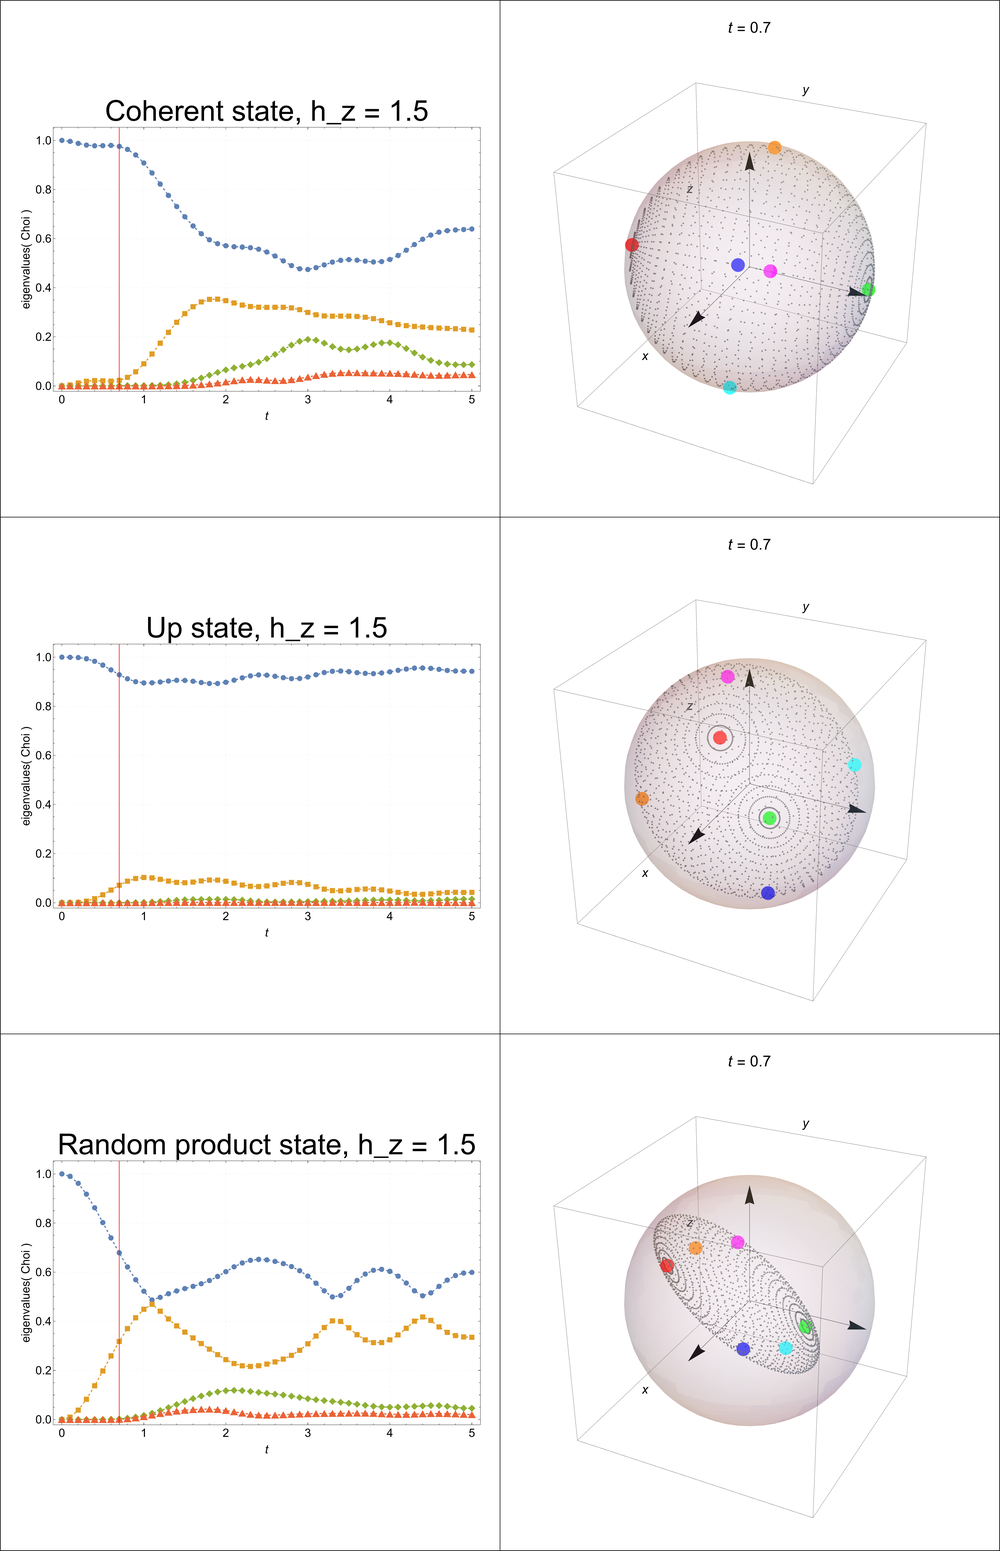 t = 0.7
Coherent state, h_z = 1.5
eigenvalues( Choi )
1.0
0.8
0.6
0.4
0.2
0.0
0 1 2 3 4 5
t
y
z
x
t = 0.7
Up state, h_z = 1.5
eigenvalues( Choi )
1.0
0.8
0.6
0.4
0.2
0.0
0 1 2 3 4 5
t
y
z
x
t = 0.7
Random product state, h_z = 1.5
eigenvalues( Choi )
1.0
0.8
0.6
0.4
0.2
0.0
0 1 2 3 4 5
t
y
z
x